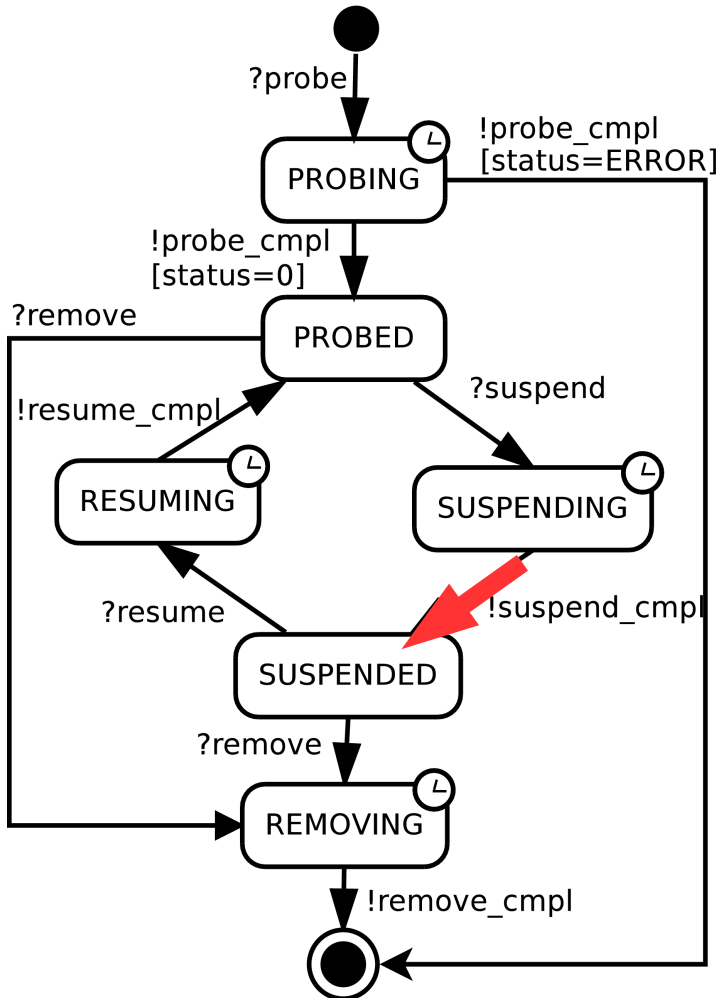 ?probe
!probe_cmpl
[status=ERROR]
PROBING
!probe_cmpl
[status=0]
?remove
PROBED
?suspend
!resume_cmpl
RESUMING
SUSPENDING
?resume
!suspend_cmpl
SUSPENDED
?remove
REMOVING
!remove_cmpl